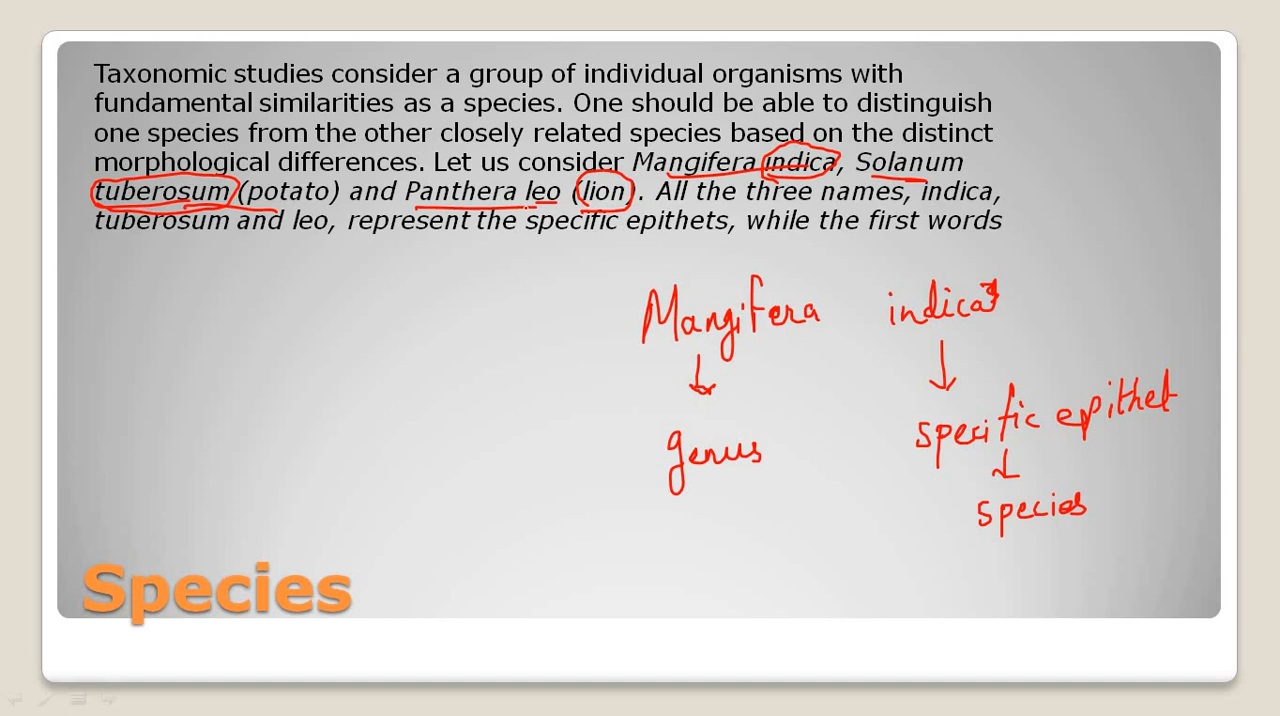 Taxonomic studies consider a group of individual organisms with
fundamental similarities as a species. One should be able to distinguish
one species from the other closely related species based on the distinct
morphological differences. Let us consider Mangifera indica, Solanum
tuberosum (potato) and Panthera leo (lion). All the three names, indica,
tuberosum and leo, represent the specific epithets, while the first words
Mangifera indica
genus
specific epithet
species
Species